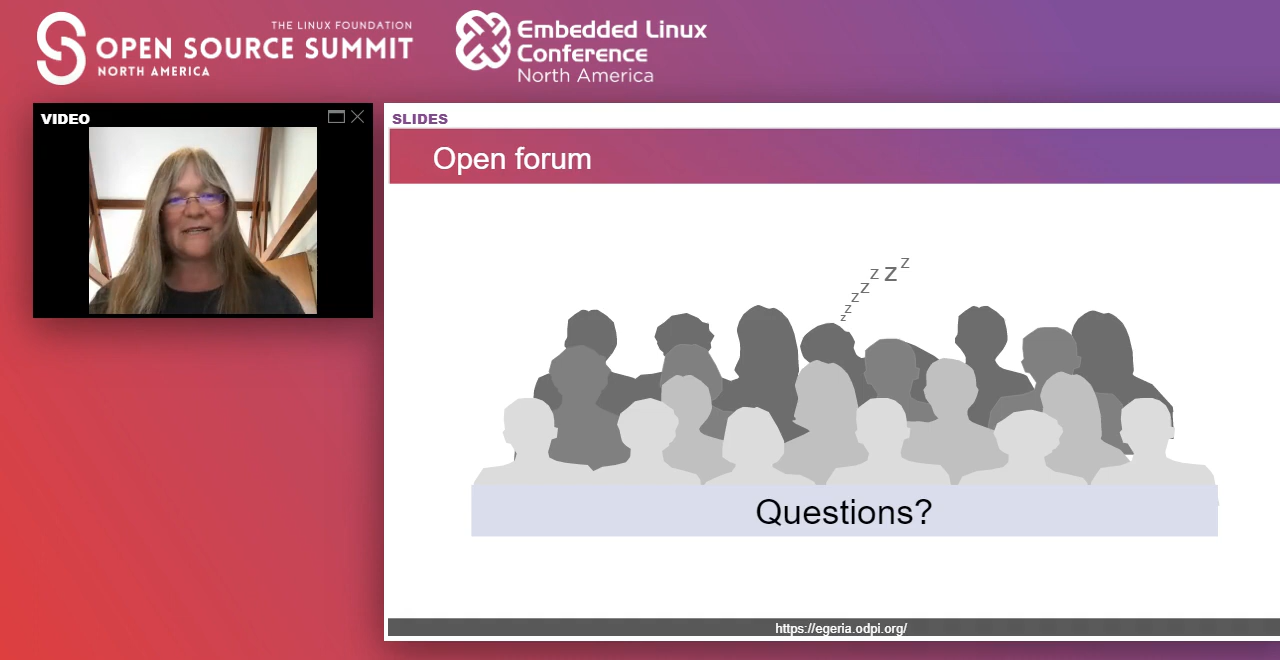 THE LINUX FOUNDATION
OPEN SOURCE SUMMIT
NORTH AMERICA
Embedded Linux
Conference
North America
VIDEO
SLIDES
Open forum
z z z z z z z
Questions?
https://egeria.odpi.org/